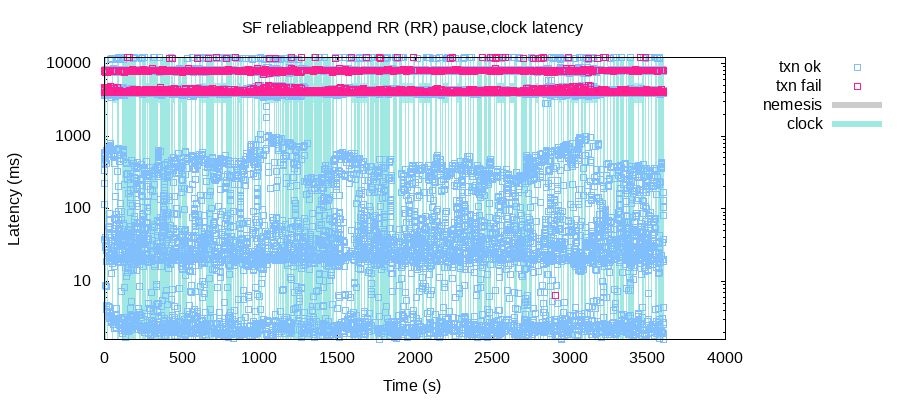 SF reliableappend RR (RR) pause,clock latency
10000
1000
100
10
Latency (ms)
0 500 1000 1500 2000 2500 3000 3500 4000
Time (s)
txn ok
txn fail
nemesis
clock